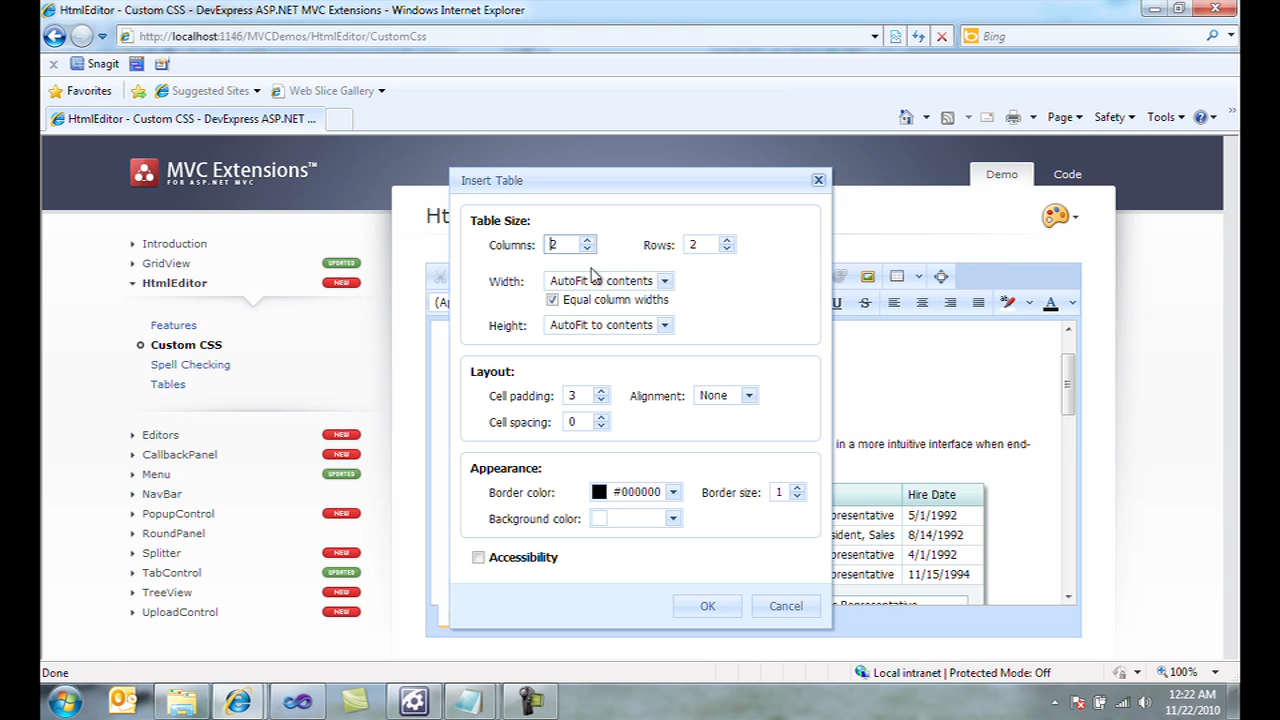 HtmlEditor - Custom CSS - DevExpress ASP.NET MVC Extensions - Windows Internet Explorer
http://localhost:1146/MVCDemos/HtmlEditor/CustomCss
Bing
Snagit
Favorites
Suggested Sites
Web Slice Gallery
HtmlEditor - Custom CSS - DevExpress ASP.NET ...
Page
Safety
Tools
MVC Extensions™
FOR ASP.NET MVC
Demo
Code
Introduction
GridView
UPDATED
HtmlEditor
NEW
Features
Custom CSS
Spell Checking
Tables
Editors
NEW
CallbackPanel
NEW
Menu
UPDATED
NavBar
PopupControl
NEW
RoundPanel
Splitter
NEW
TabControl
UPDATED
TreeView
NEW
UploadControl
NEW
Insert Table
Table Size:
Columns: 2
Rows: 2
Width: AutoFit to contents
Equal column widths
Height: AutoFit to contents
Layout:
Cell padding: 3
Alignment: None
Cell spacing: 0
Appearance:
Border color: #000000
Border size: 1
Background color:
Accessibility
OK
Cancel
in a more intuitive interface when end-
Hire Date
5/1/1992
8/14/1992
4/1/1992
11/15/1994
Done
Local intranet | Protected Mode: Off
100%
12:22 AM
11/22/2010